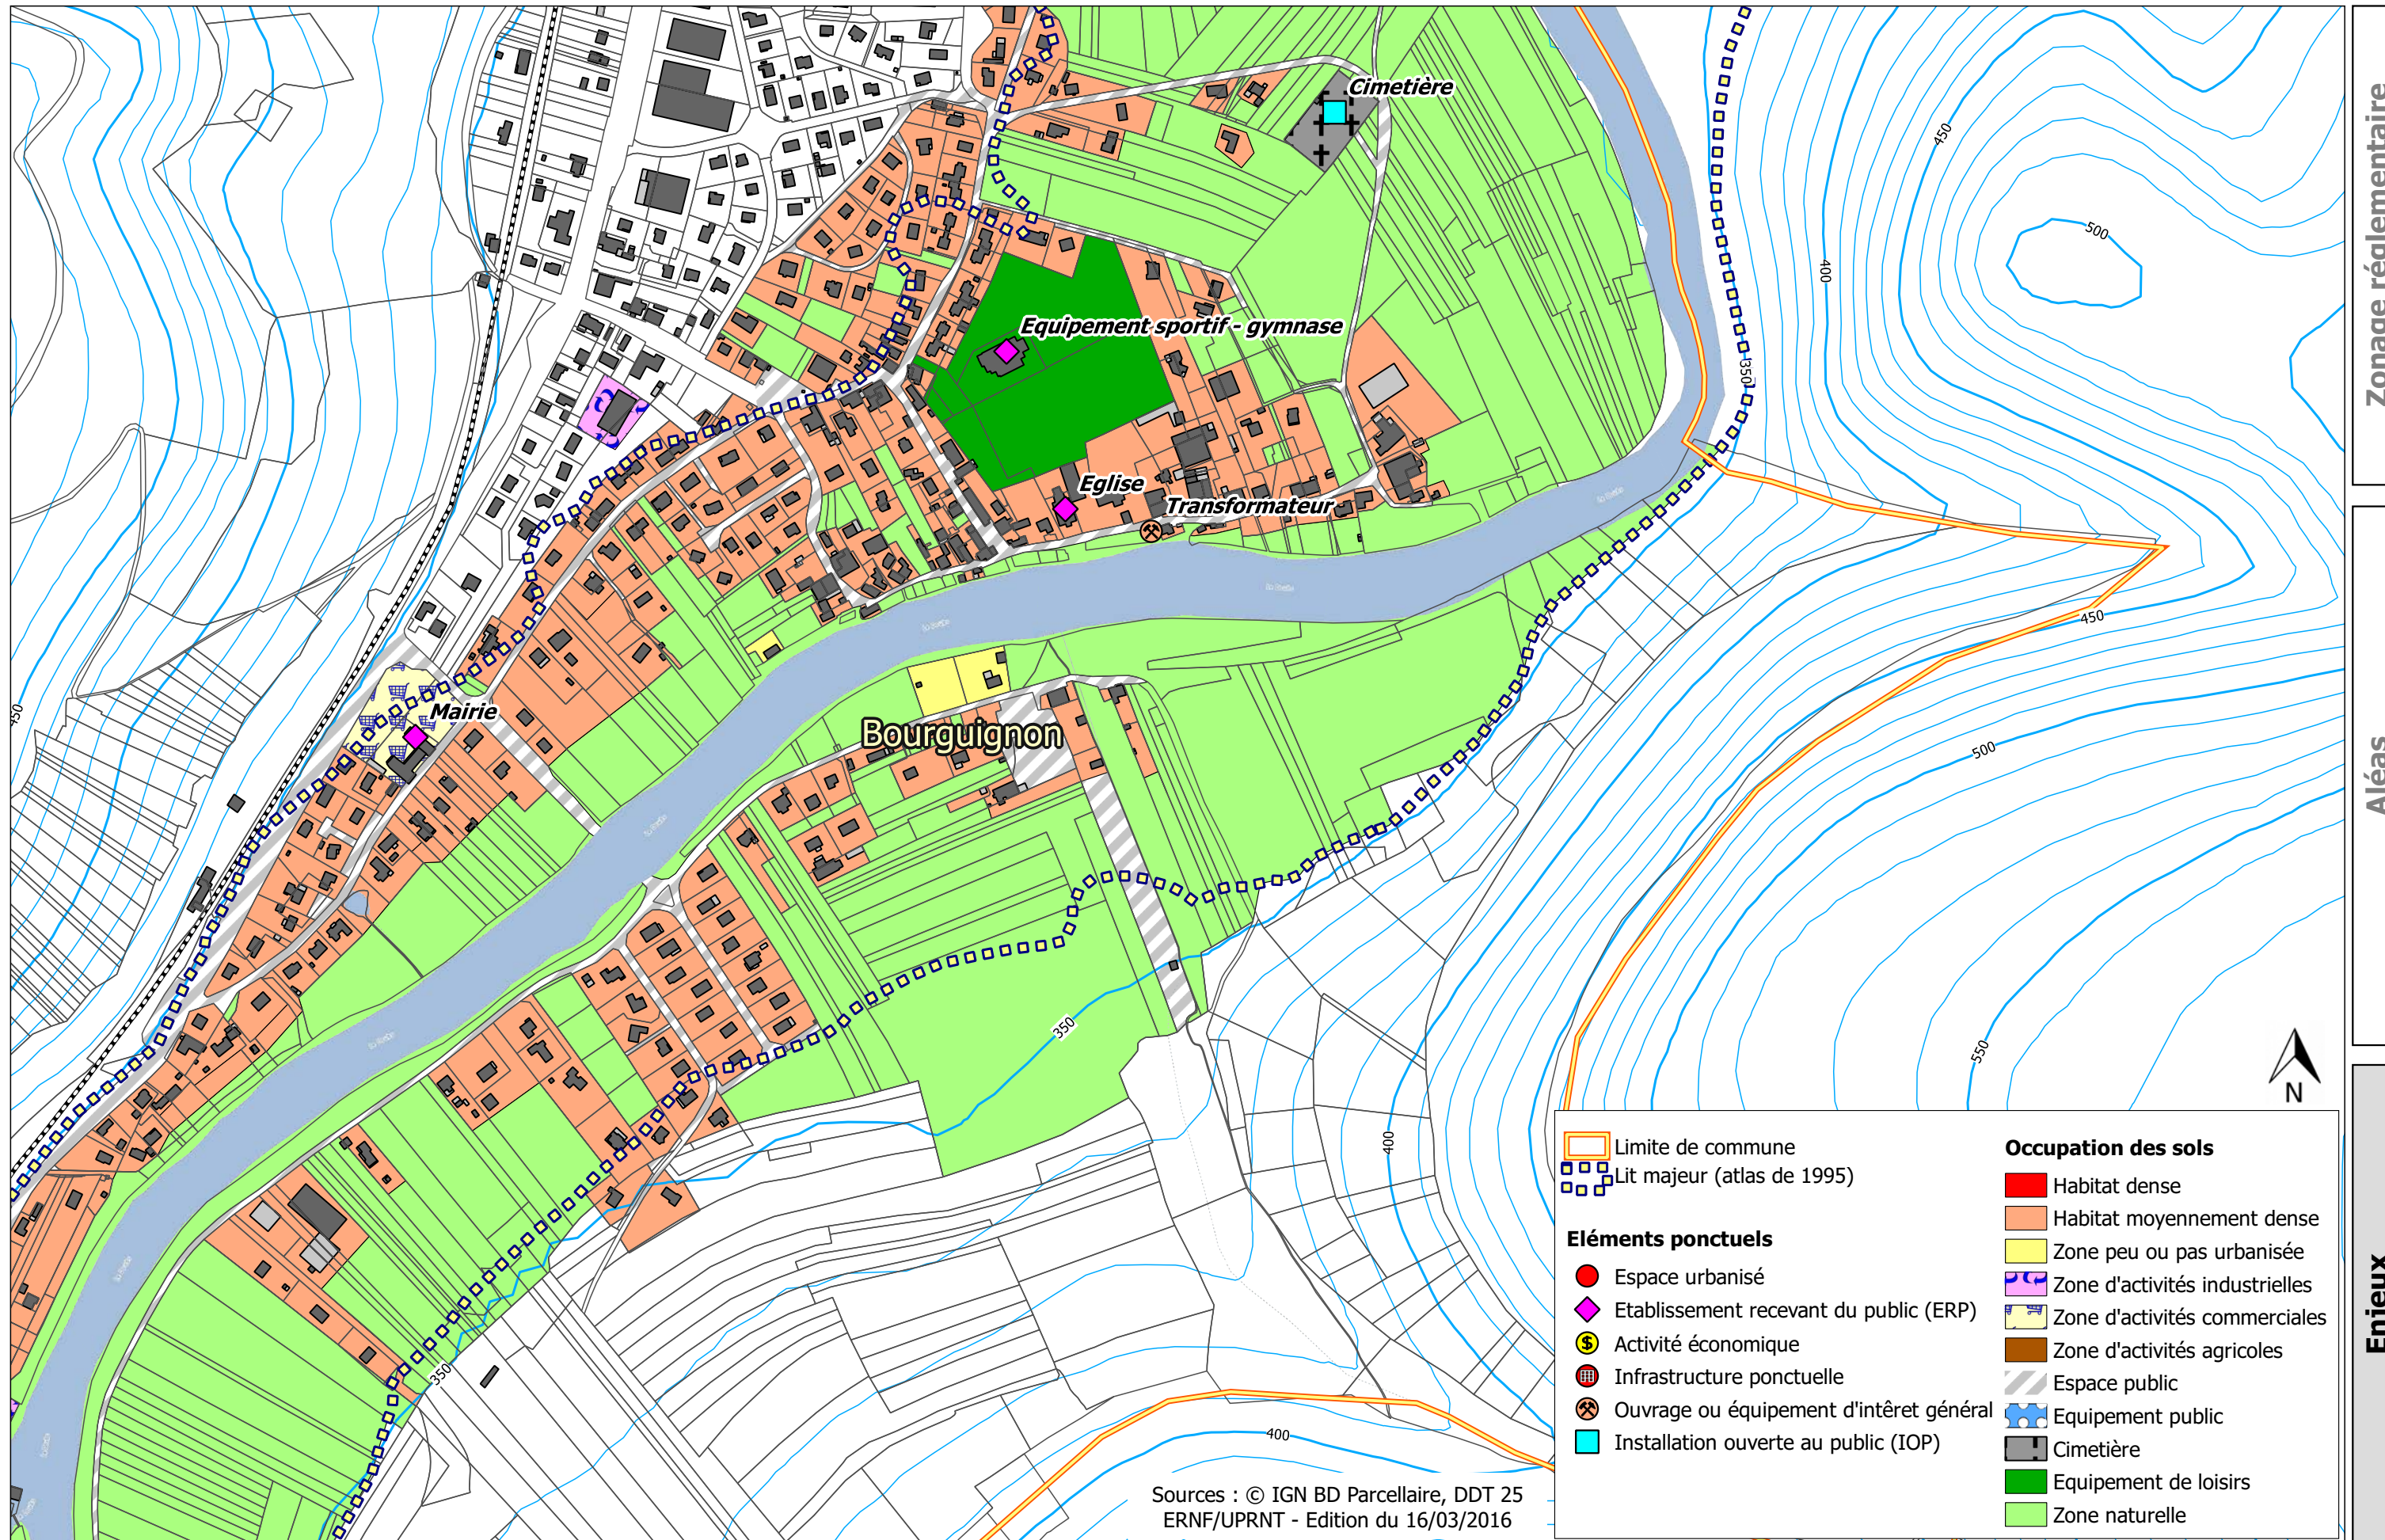 Cimetière
450
500
400
Equipement sportif - gymnase
350
Eglise
Transformateur
450
Mairie
450
Bourguignon
500
350
550
400
350
400
N
Sources : © IGN BD Parcellaire, DDT 25
ERNF/UPRNT - Edition du 16/03/2016
Limite de commune
Lit majeur (atlas de 1995)
Eléments ponctuels
Espace urbanisé
Etablissement recevant du public (ERP)
Activité économique
Infrastructure ponctuelle
Ouvrage ou équipement d'intêret général
Installation ouverte au public (IOP)
Occupation des sols
Habitat dense
Habitat moyennement dense
Zone peu ou pas urbanisée
Zone d'activités industrielles
Zone d'activités commerciales
Zone d'activités agricoles
Espace public
Equipement public
Cimetière
Equipement de loisirs
Zone naturelle
Zonage réglementaire
Aléas
Enjeux